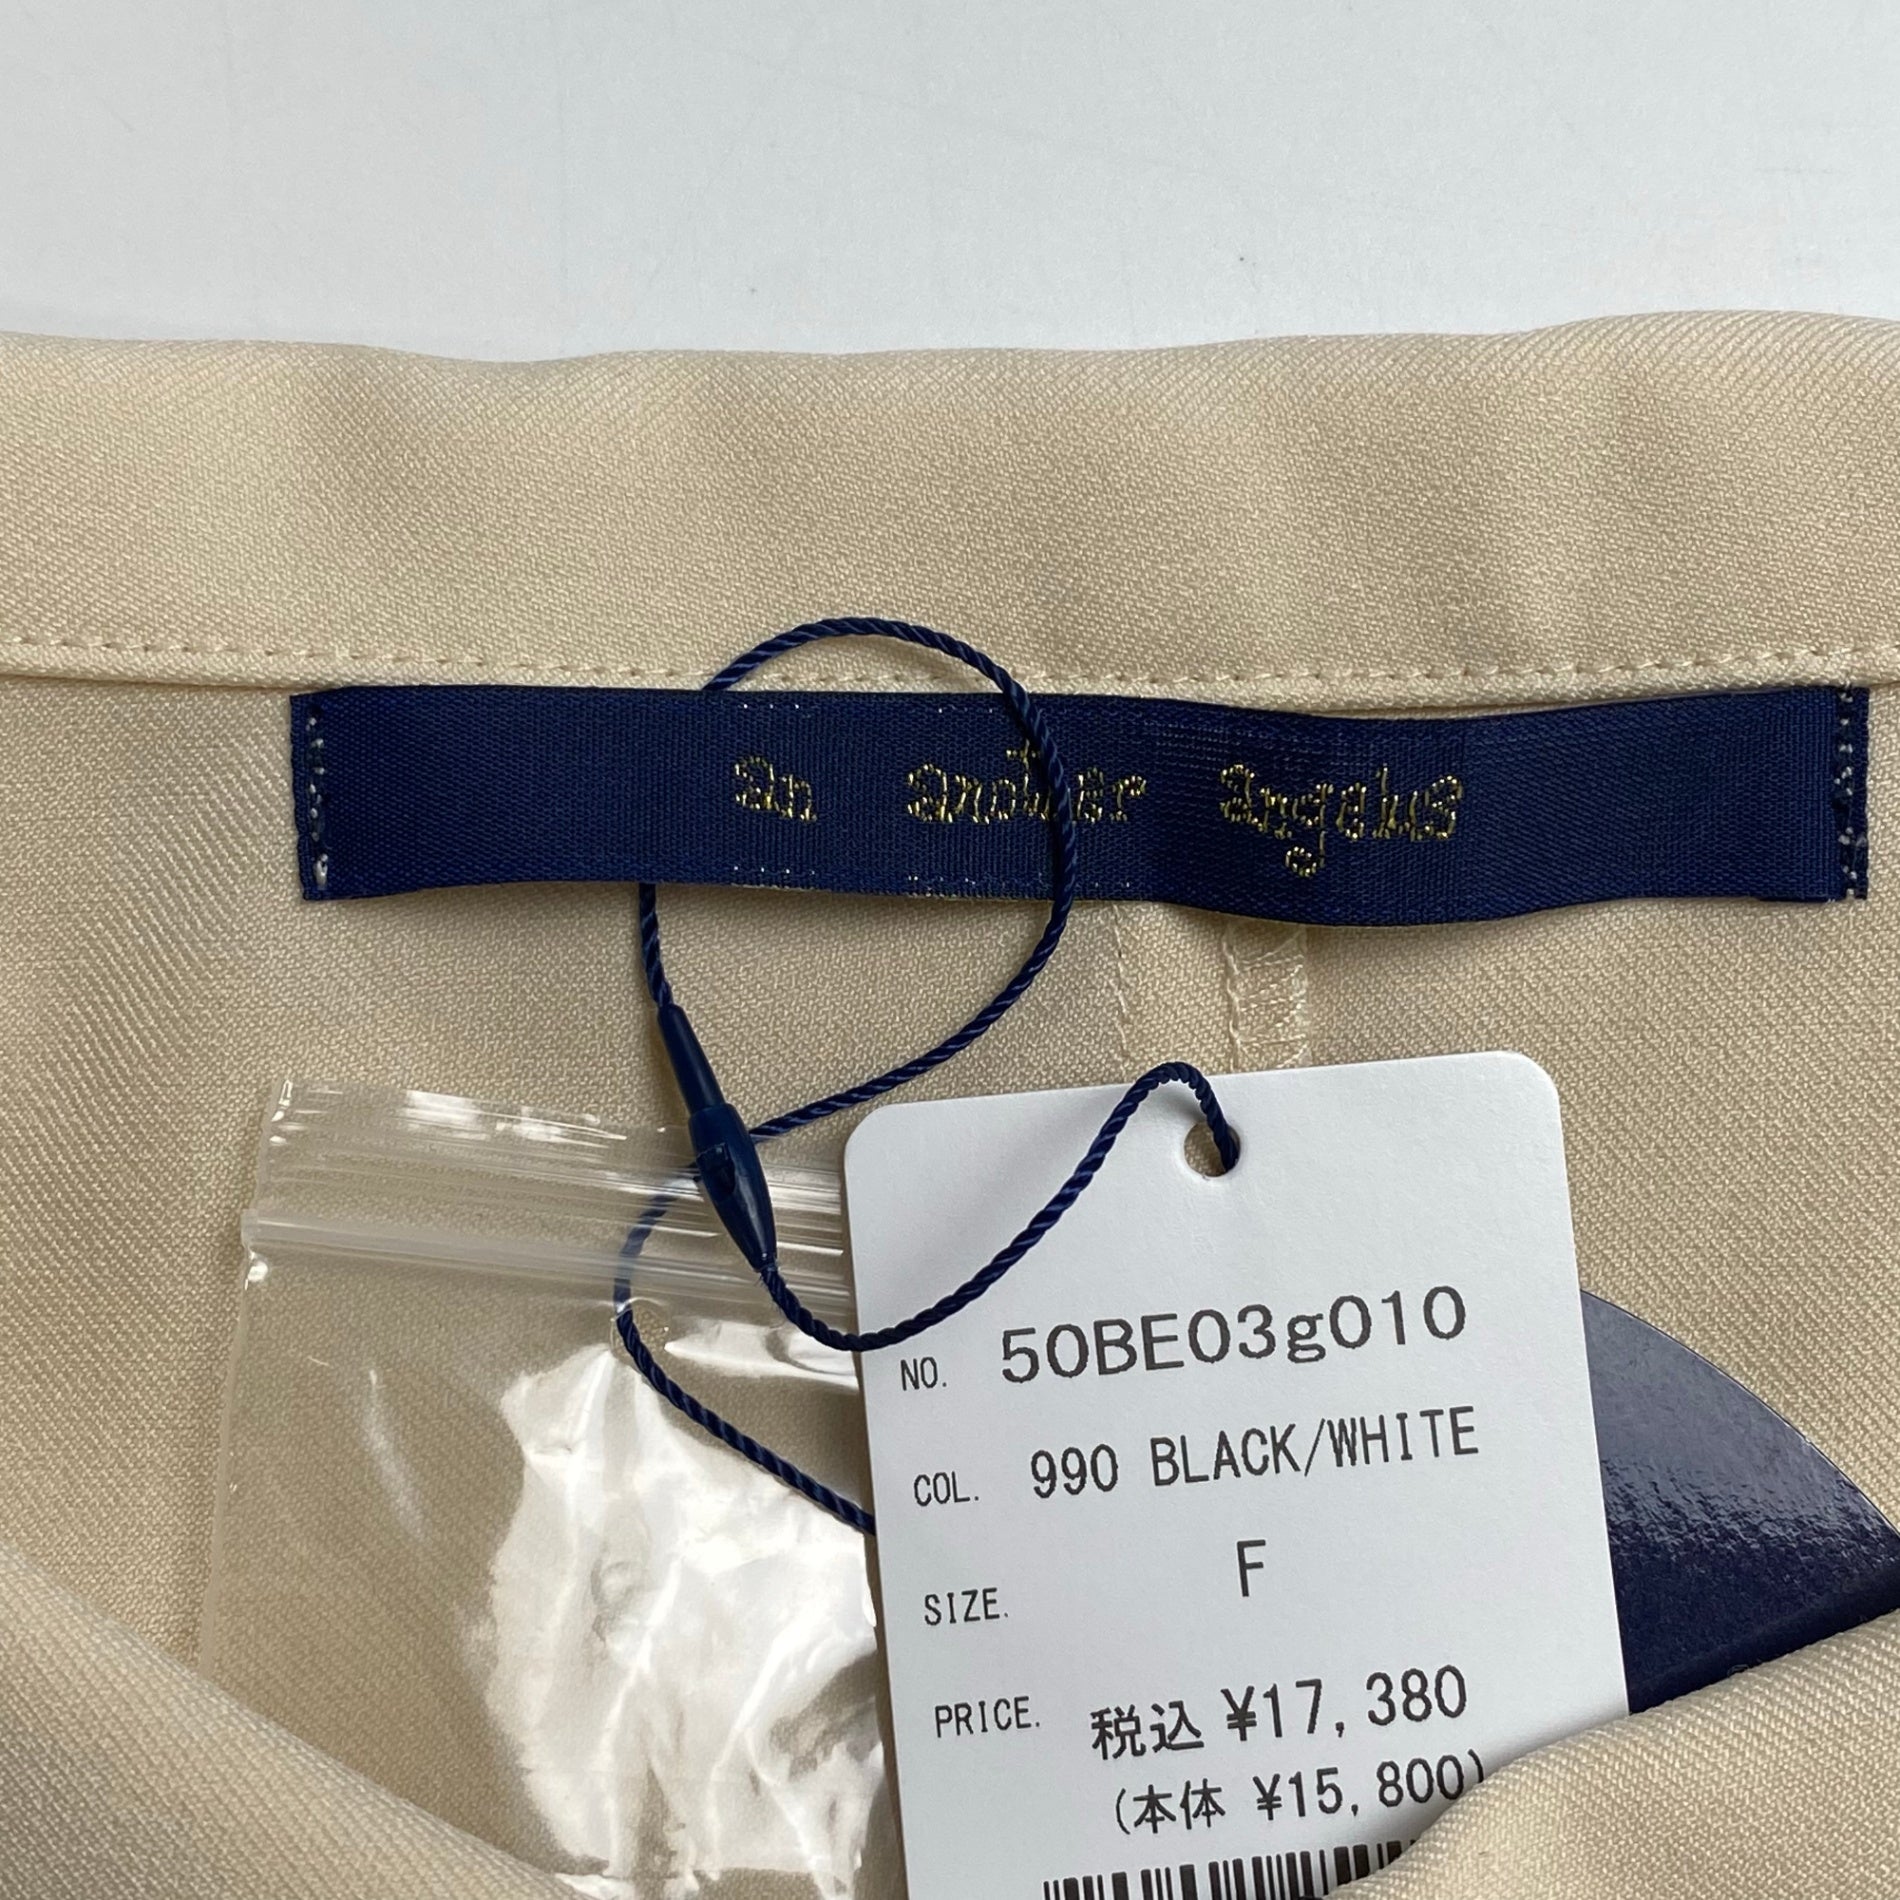 an another angelus
NO. 50BE03g010
COL. 990 BLACK/WHITE
SIZE. F
PRICE. 税込 ¥17,380
(本体 ¥15,800)